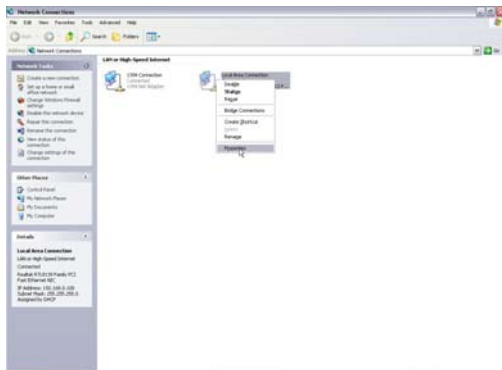 Network Connections
File Edit View Favorites Tools Advanced Help
Back Search Folders
Address Network Connections Go
LAN or High-Speed Internet
Network Tasks
Create a new connection
Set up a home or small
office network
Change Windows Firewall
settings
Disable this network device
Repair this connection
Rename this connection
View status of this
connection
Change settings of this
connection
Other Places
Control Panel
My Network Places
My Documents
My Computer
Details
Local Area Connection
LAN or High-Speed Internet
Connected
Realtek RTL8139 Family PCI
Fast Ethernet NIC
IP Address: 192.168.0.100
Subnet Mask: 255.255.255.0
Assigned by DHCP
1394 Connection
Connected
1394 Net Adapter
Local Area Connection
Disable
Status
Repair
Bridge Connections
Create Shortcut
Delete
Rename
Properties